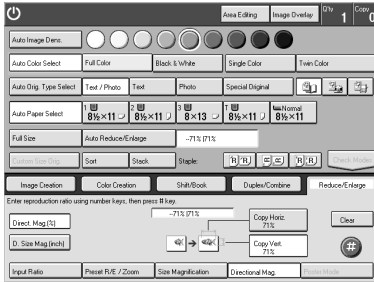 Area Editing Image Overlay Q'ty 1 Copy 0
Auto Image Dens.
Auto Color Select Full Color Black & White Single Color Twin Color
Auto Orig. Type Select Text / Photo Text Photo Special Original
Auto Paper Select 1 8½×11 2 8½×11 3 8×13 T 8½×11 Normal 8½×11
Full Size Auto Reduce/Enlarge --71% |71%
Custom Size Orig. Sort Stack Staple: R R R R R R Check Modes
Image Creation Color Creation Shift/Book Duplex/Combine Reduce/Enlarge
Enter reproduction ratio using number keys, then press # key.
Direct. Mag.(%) --71% |71% Copy Horiz. 71% Clear
D. Size Mag.(inch) Copy Vert. 71% #
Input Ratio Preset R/E / Zoom Size Magnification Directional Mag. Poster Mode